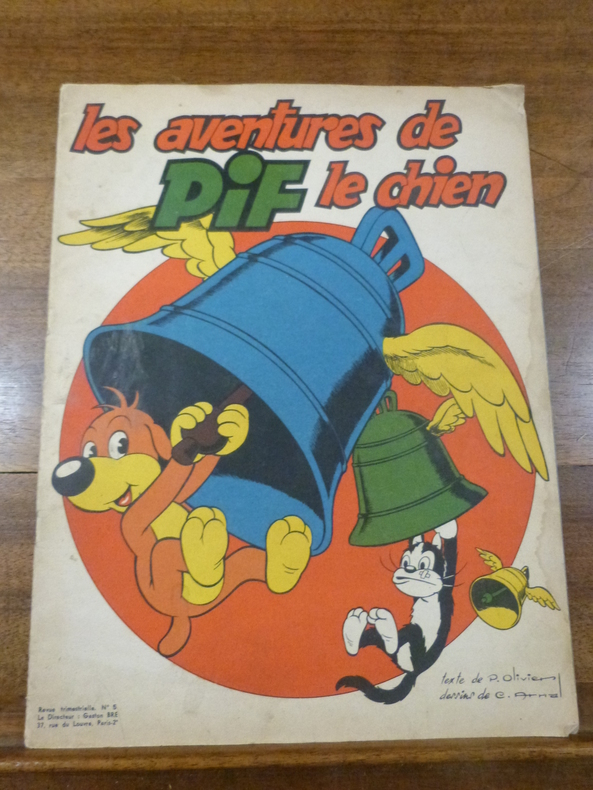 les aventures de
PiF le chien
texte de P. Olivier
dessins de C. Arnal
Revue trimestrielle. N° 5
Le Directeur : Gaston BRE
37, rue du Louvre, Paris-2e